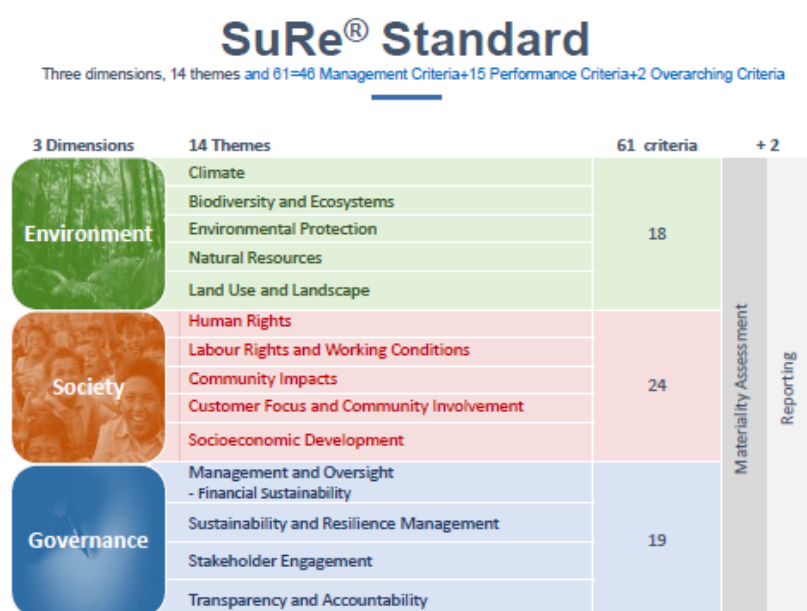 SuRe® Standard
Three dimensions, 14 themes and 61=46 Management Criteria+15 Performance Criteria+2 Overarching Criteria
3 Dimensions 14 Themes 61 criteria + 2
Environment
Climate
Biodiversity and Ecosystems
Environmental Protection
Natural Resources
Land Use and Landscape
18
Society
Human Rights
Labour Rights and Working Conditions
Community Impacts
Customer Focus and Community Involvement
Socioeconomic Development
24
Governance
Management and Oversight
- Financial Sustainability
Sustainability and Resilience Management
Stakeholder Engagement
Transparency and Accountability
19
Materiality Assessment
Reporting